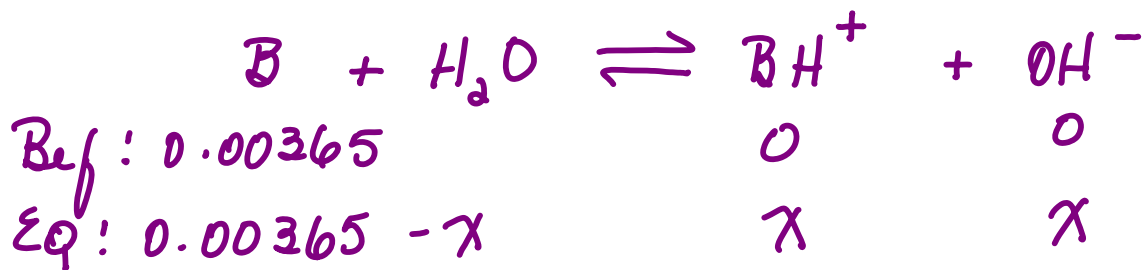 B + H₂O ⇌ BH⁺ + OH⁻
Bef: 0.00365 0 0
EQ: 0.00365 - x x x